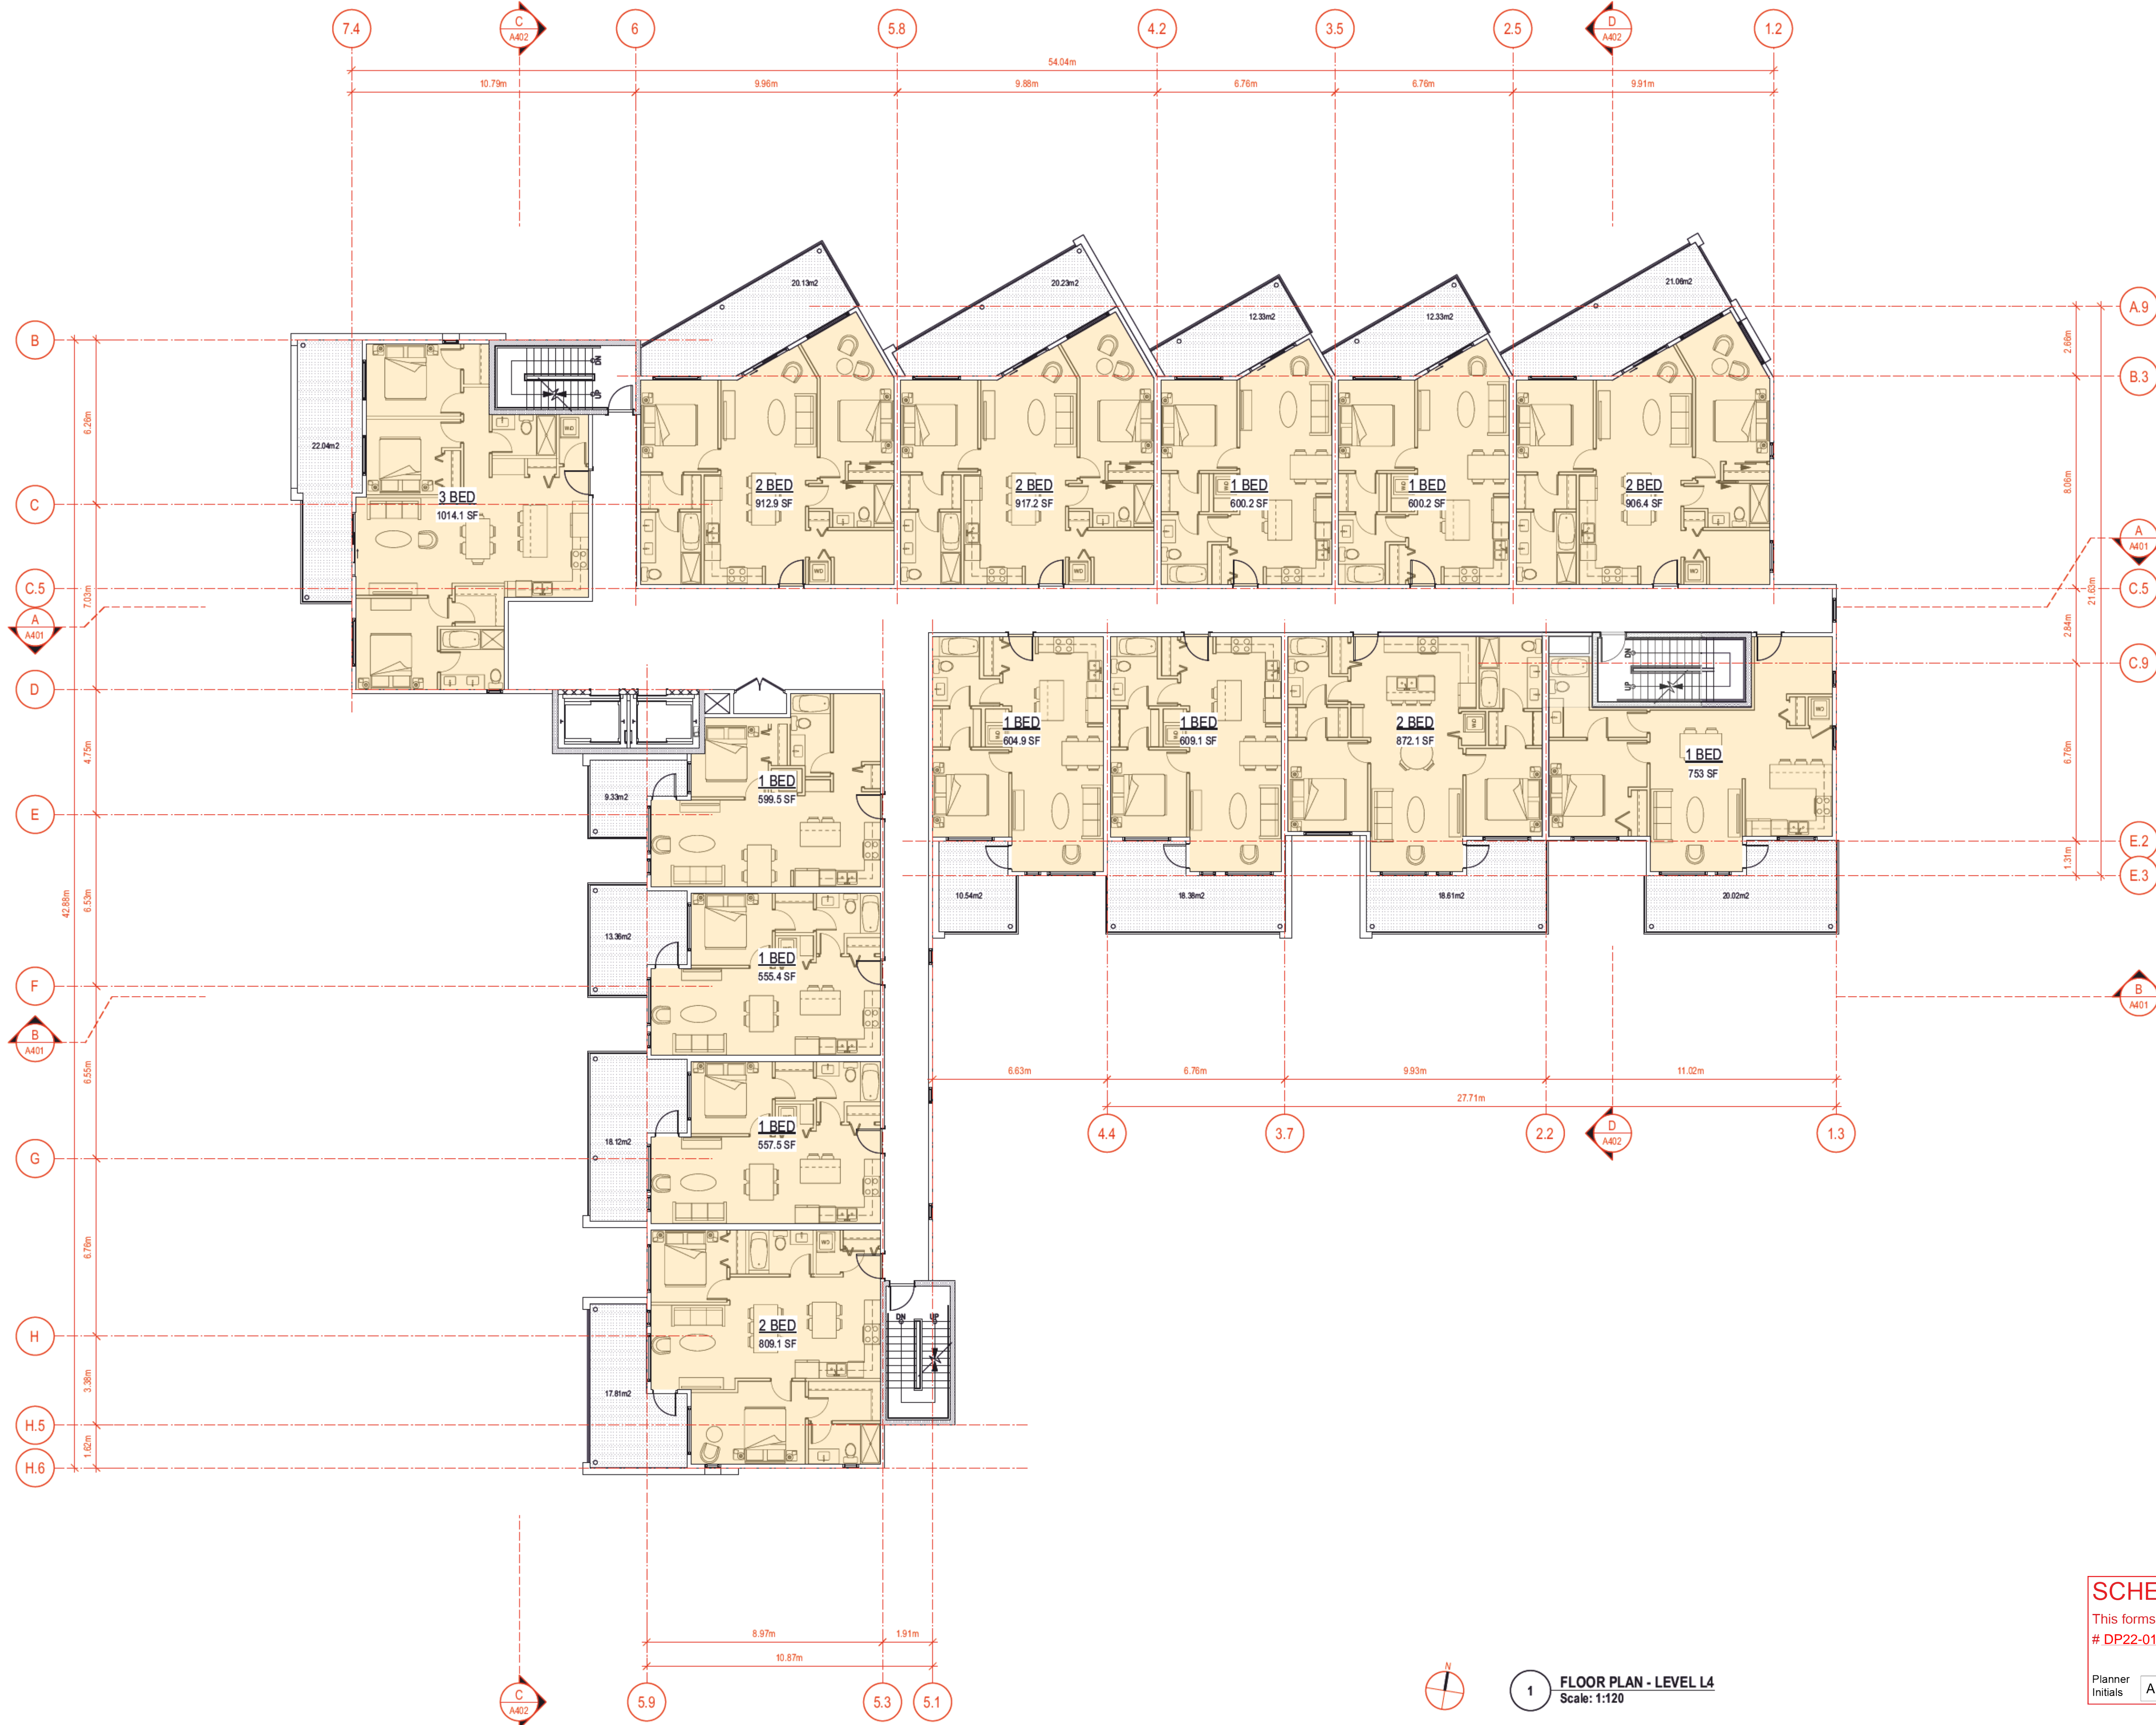 7.4
C
A402
6
5.8
4.2
3.5
2.5
D
A402
1.2
54.04m
10.79m
9.96m
9.88m
6.76m
6.76m
9.91m
20.13m2
20.23m2
12.33m2
12.33m2
21.06m2
A.9
B
2.66m
B.3
DN
UP
6.26m
22.04m2
W/D
3 BED
1014.1 SF
2 BED
912.9 SF
2 BED
917.2 SF
1 BED
600.2 SF
1 BED
600.2 SF
2 BED
906.4 SF
8.06m
C
A
A401
W/D
W/D
W/D
W/D
W/D
C.5
7.03m
21.63m
C.5
A
A401
2.84m
DN
UP
C.9
D
1 BED
604.9 SF
1 BED
609.1 SF
2 BED
872.1 SF
1 BED
753 SF
W/D
W/D
W/D
W/D
4.75m
6.76m
9.33m2
1 BED
599.5 SF
E
E.2
1.31m
E.3
10.54m2
18.38m2
18.61m2
20.02m2
42.88m
6.53m
13.36m2
1 BED
555.4 SF
F
B
A401
B
A401
6.55m
6.63m
6.76m
9.93m
11.02m
27.71m
4.4
3.7
2.2
D
A402
1.3
18.12m2
1 BED
557.5 SF
G
6.76m
W/D
DN
UP
2 BED
809.1 SF
H
3.38m
17.81m2
H.5
1.62m
H.6
8.97m
1.91m
10.87m
C
A402
5.9
5.3
5.1
N
1
FLOOR PLAN - LEVEL L4
Scale: 1:120
SCHE
This forms
# DP22-01
Planner
Initials
A